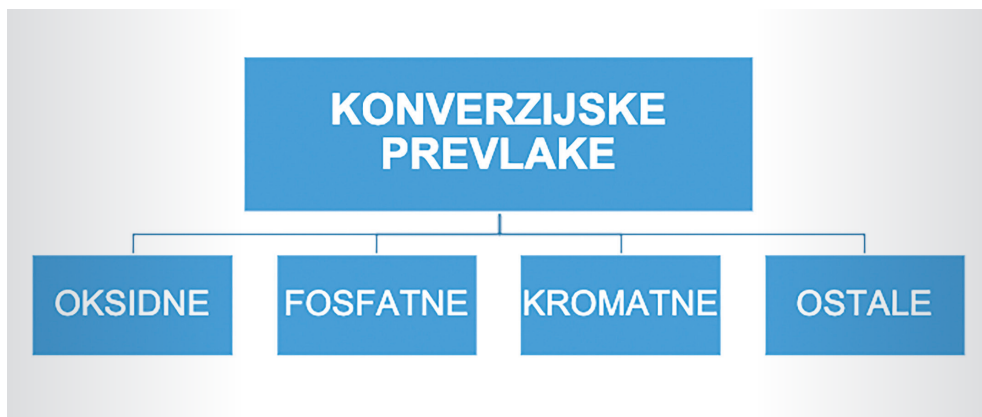 KONVERZIJSKE
PREVLAKE
OKSIDNE
FOSFATNE
KROMATNE
OSTALE